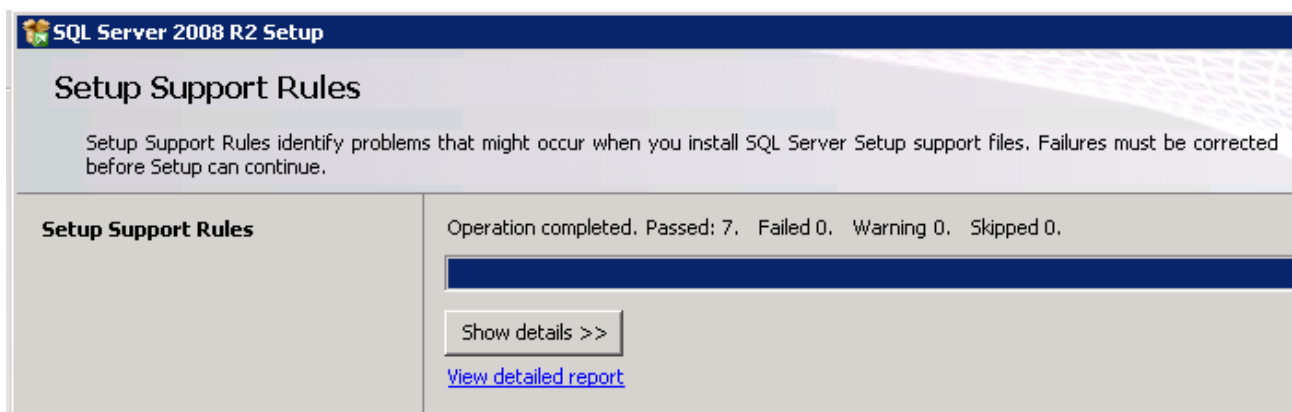 SQL Server 2008 R2 Setup
Setup Support Rules
Setup Support Rules identify problems that might occur when you install SQL Server Setup support files. Failures must be corrected
before Setup can continue.
Setup Support Rules
Operation completed. Passed: 7.   Failed 0.   Warning 0.   Skipped 0.
Show details >>
View detailed report